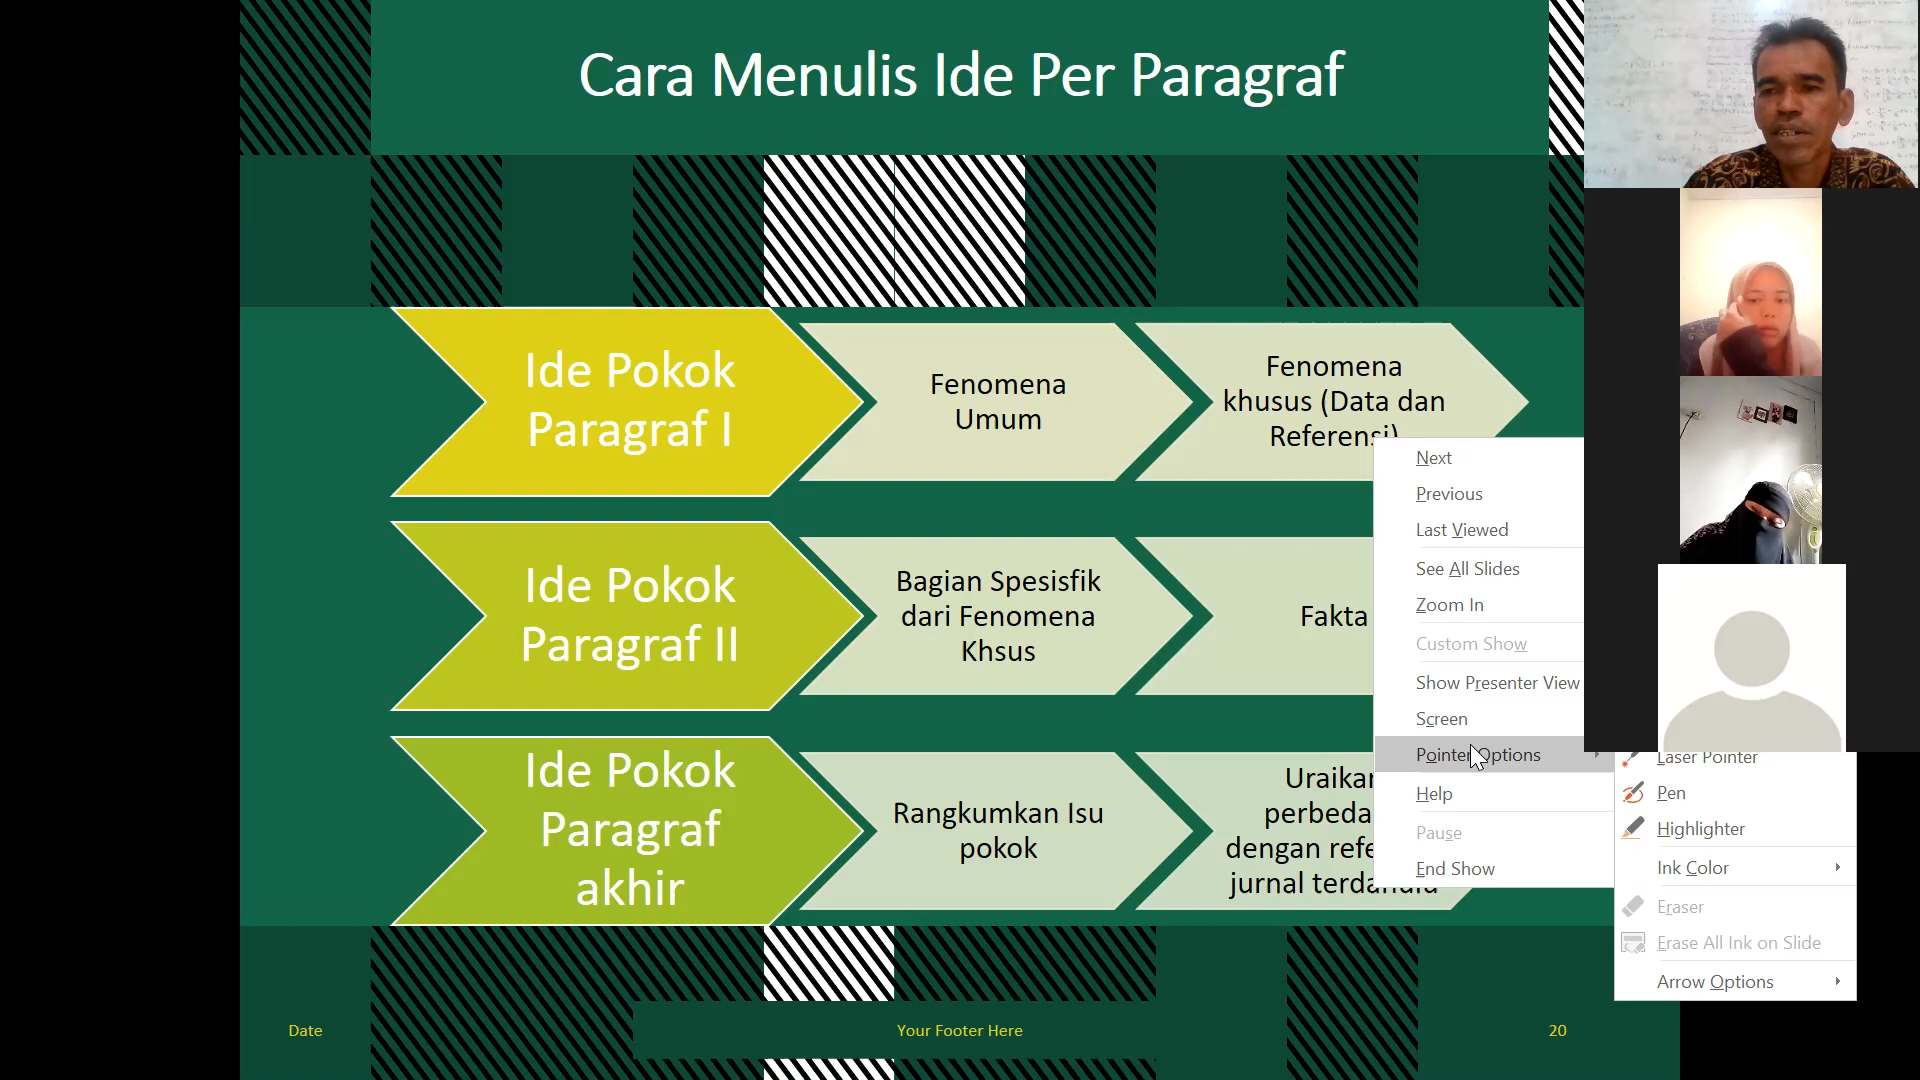 Cara Menulis Ide Per Paragraf
Ide Pokok
Paragraf I
Fenomena
Umum
Fenomena
khusus (Data dan
Referensi)
Ide Pokok
Paragraf II
Bagian Spesisfik
dari Fenomena
Khsus
Fakta
Ide Pokok
Paragraf
akhir
Rangkumkan Isu
pokok
dengan
jurnal
Next
Previous
Last Viewed
See All Slides
Zoom In
Custom Show
Show Presenter View
Screen
Pointer Options
Help
Pause
End Show
Laser Pointer
Pen
Highlighter
Ink Color
Eraser
Erase All Ink on Slide
Arrow Options
Date
Your Footer Here
20